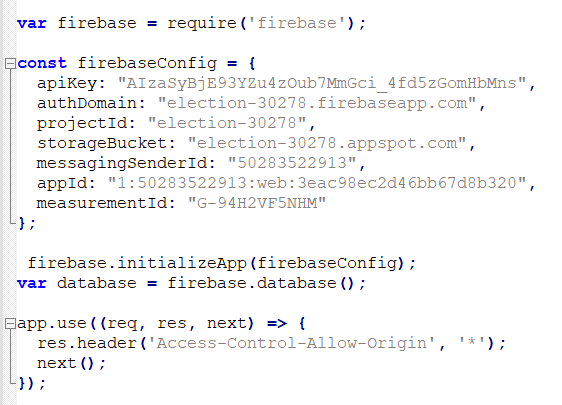 var firebase = require('firebase');
const firebaseConfig = {
apiKey: "AIzaSyBjE93YZu4zOub7MmGci_4fd5zGomHbMns",
authDomain: "election-30278.firebaseapp.com",
projectId: "election-30278",
storageBucket: "election-30278.appspot.com",
messagingSenderId: "50283522913",
appId: "1:50283522913:web:3eac98ec2d46bb67d8b320",
measurementId: "G-94H2VF5NHM"
};
firebase.initializeApp(firebaseConfig);
var database = firebase.database();
app.use((req, res, next) => {
res.header('Access-Control-Allow-Origin', '*');
next();
});